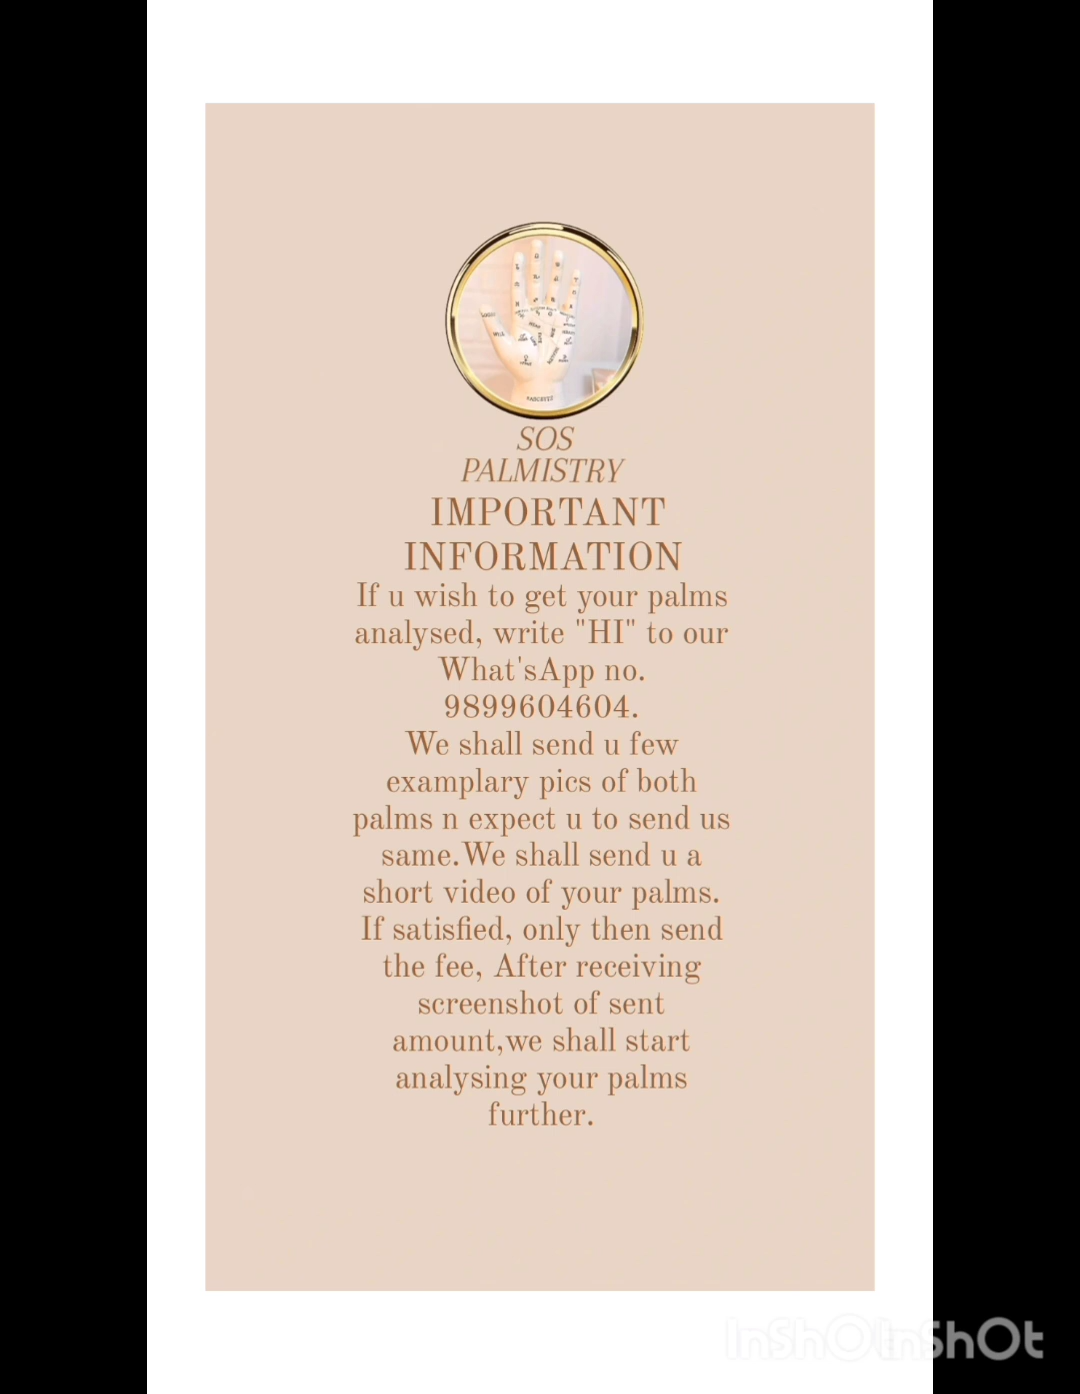 SOS
PALMISTRY
IMPORTANT
INFORMATION
If u wish to get your palms
analysed, write "HI" to our
What'sApp no.
9899604604.
We shall send u few
examplary pics of both
palms n expect u to send us
same.We shall send u a
short video of your palms.
If satisfied, only then send
the fee, After receiving
screenshot of sent
amount,we shall start
analysing your palms
further.
InShOt
InShOt